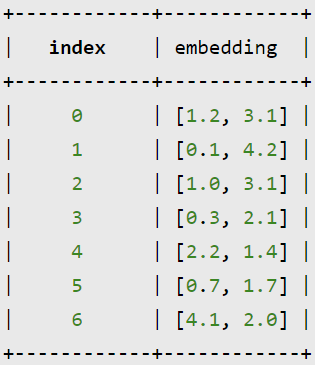 +------------+------------+
|   index    | embedding  |
+------------+------------+
|     0      | [1.2, 3.1] |
|     1      | [0.1, 4.2] |
|     2      | [1.0, 3.1] |
|     3      | [0.3, 2.1] |
|     4      | [2.2, 1.4] |
|     5      | [0.7, 1.7] |
|     6      | [4.1, 2.0] |
+------------+------------+